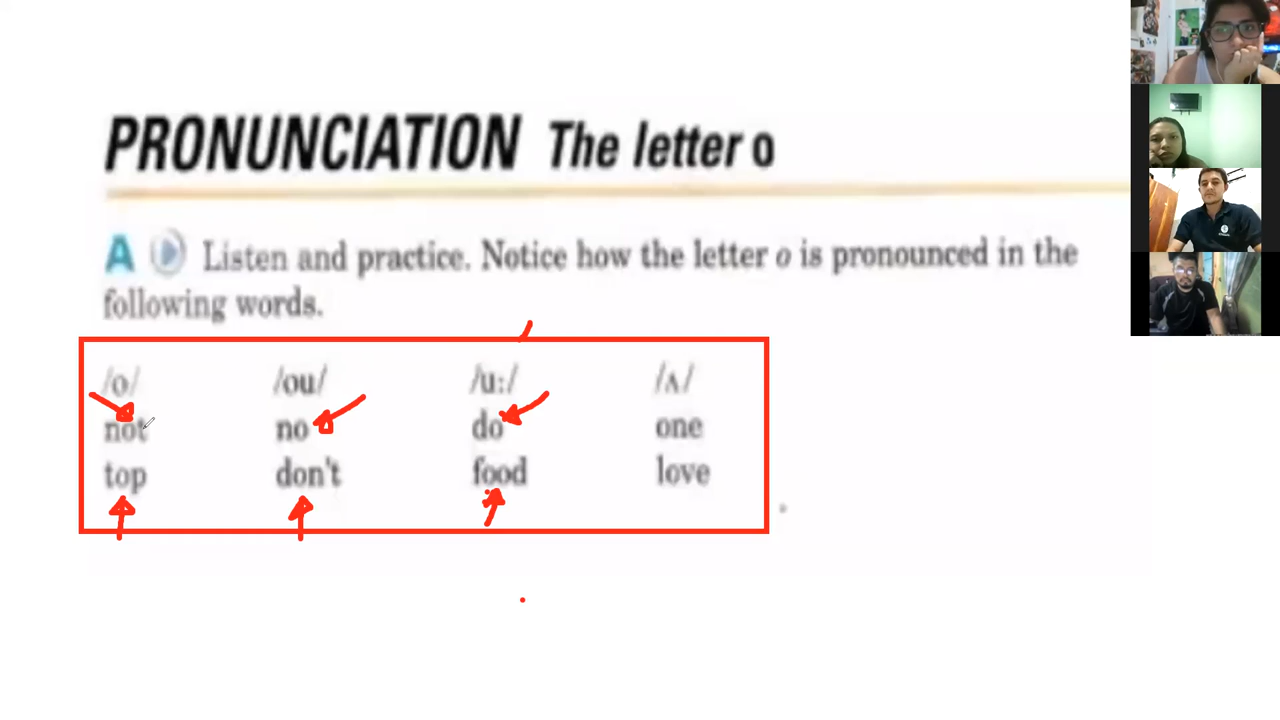 PRONUNCIATION The letter o
A Listen and practice. Notice how the letter o is pronounced in the
following words.
/o/ /ou/ /u:/ /ʌ/
not no do one
top don't food love